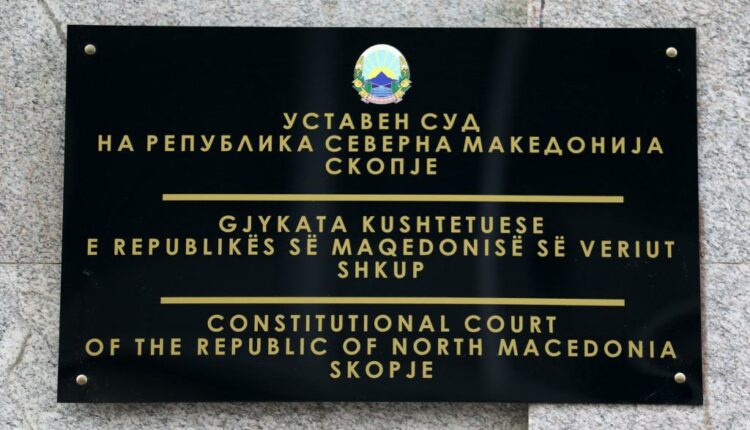 УСТАВЕН СУД
НА РЕПУБЛИКА СЕВЕРНА МАКЕДОНИЈА
СКОПЈЕ
GJYKATA KUSHTETUESE
E REPUBLIKËS SË MAQEDONISË SË VERIUT
SHKUP
CONSTITUTIONAL COURT
OF THE REPUBLIC OF NORTH MACEDONIA
SKOPJE